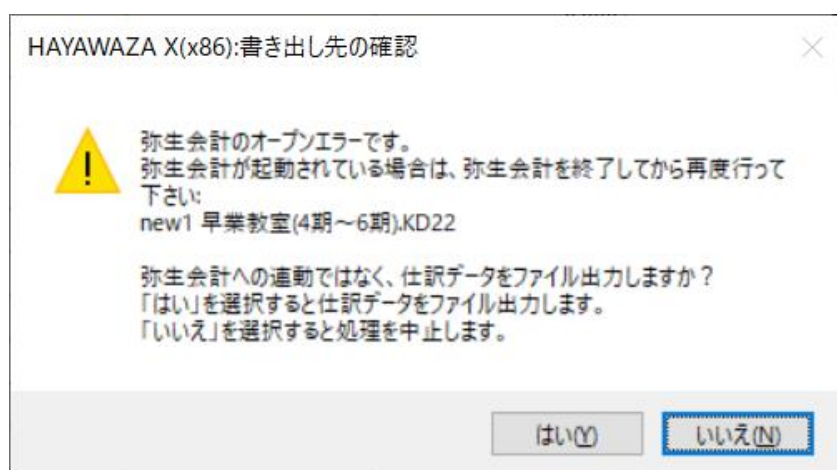 HAYAWAZA X(x86):書き出し先の確認
弥生会計のオープンエラーです。
弥生会計が起動されている場合は、弥生会計を終了してから再度行って
下さい:
new1 早業教室(4期～6期).KD22
弥生会計への連動ではなく、仕訳データをファイル出力しますか？
「はい」を選択すると仕訳データをファイル出力します。
「いいえ」を選択すると処理を中止します。
はい(Y)
いいえ(N)